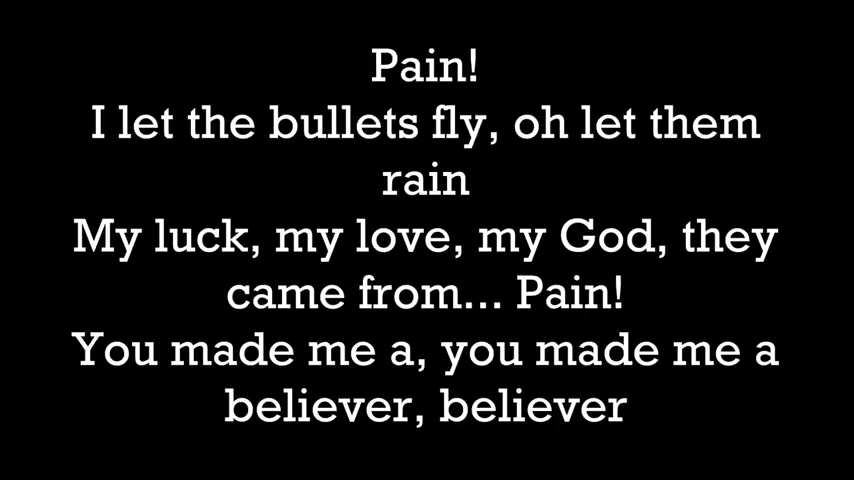 Pain!
I let the bullets fly, oh let them
rain
My luck, my love, my God, they
came from... Pain!
You made me a, you made me a
believer, believer